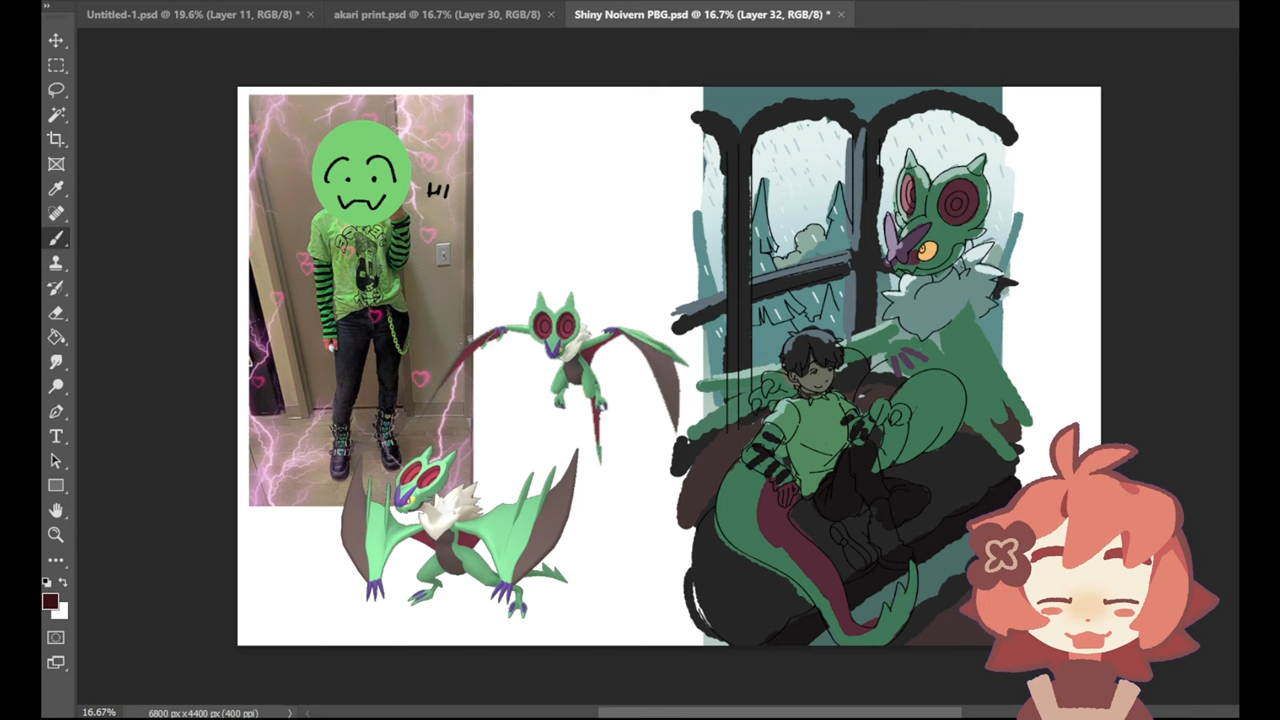 Untitled-1.psd @ 19.6% (Layer 11, RGB/8) *
akari print.psd @ 16.7% (Layer 30, RGB/8)
Shiny Noivern PBG.psd @ 16.7% (Layer 32, RGB/8) *
HI
T
16.67%
6800 px x 4400 px (400 ppi)